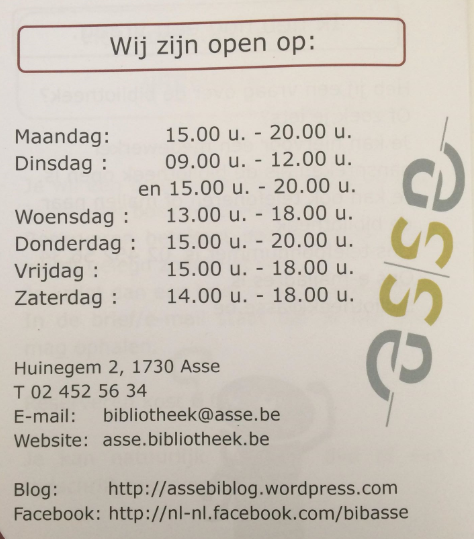 Wij zijn open op:
Maandag: 15.00 u. - 20.00 u.
Dinsdag : 09.00 u. - 12.00 u.
en 15.00 u. - 20.00 u.
Woensdag : 13.00 u. - 18.00 u.
Donderdag : 15.00 u. - 20.00 u.
Vrijdag : 15.00 u. - 18.00 u.
Zaterdag : 14.00 u. - 18.00 u.
Huinegem 2, 1730 Asse
T 02 452 56 34
E-mail: bibliotheek@asse.be
Website: asse.bibliotheek.be
Blog: http://assebiblog.wordpress.com
Facebook: http://nl-nl.facebook.com/bibasse
asse